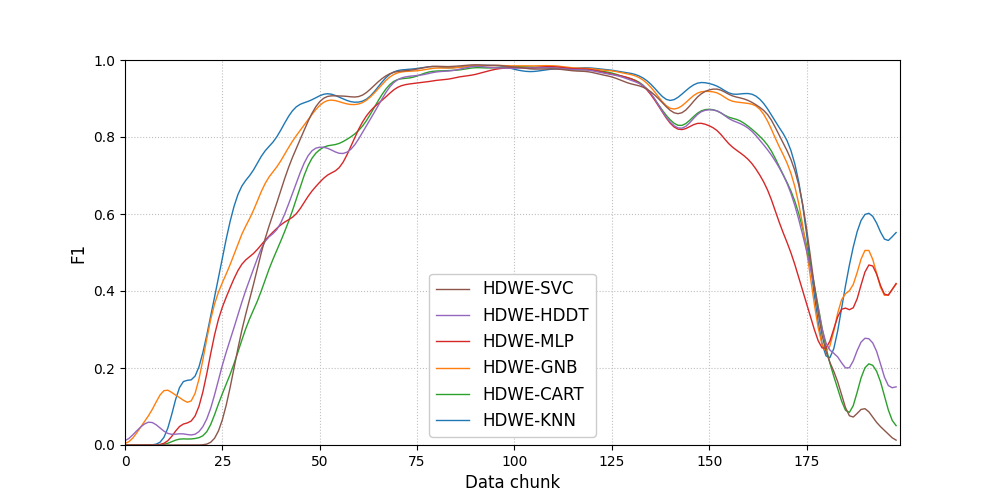 1.0
0.8
0.6
0.4
0.2
0.0
F1
HDWE-SVC
HDWE-HDDT
HDWE-MLP
HDWE-GNB
HDWE-CART
HDWE-KNN
0 25 50 75 100 125 150 175
Data chunk